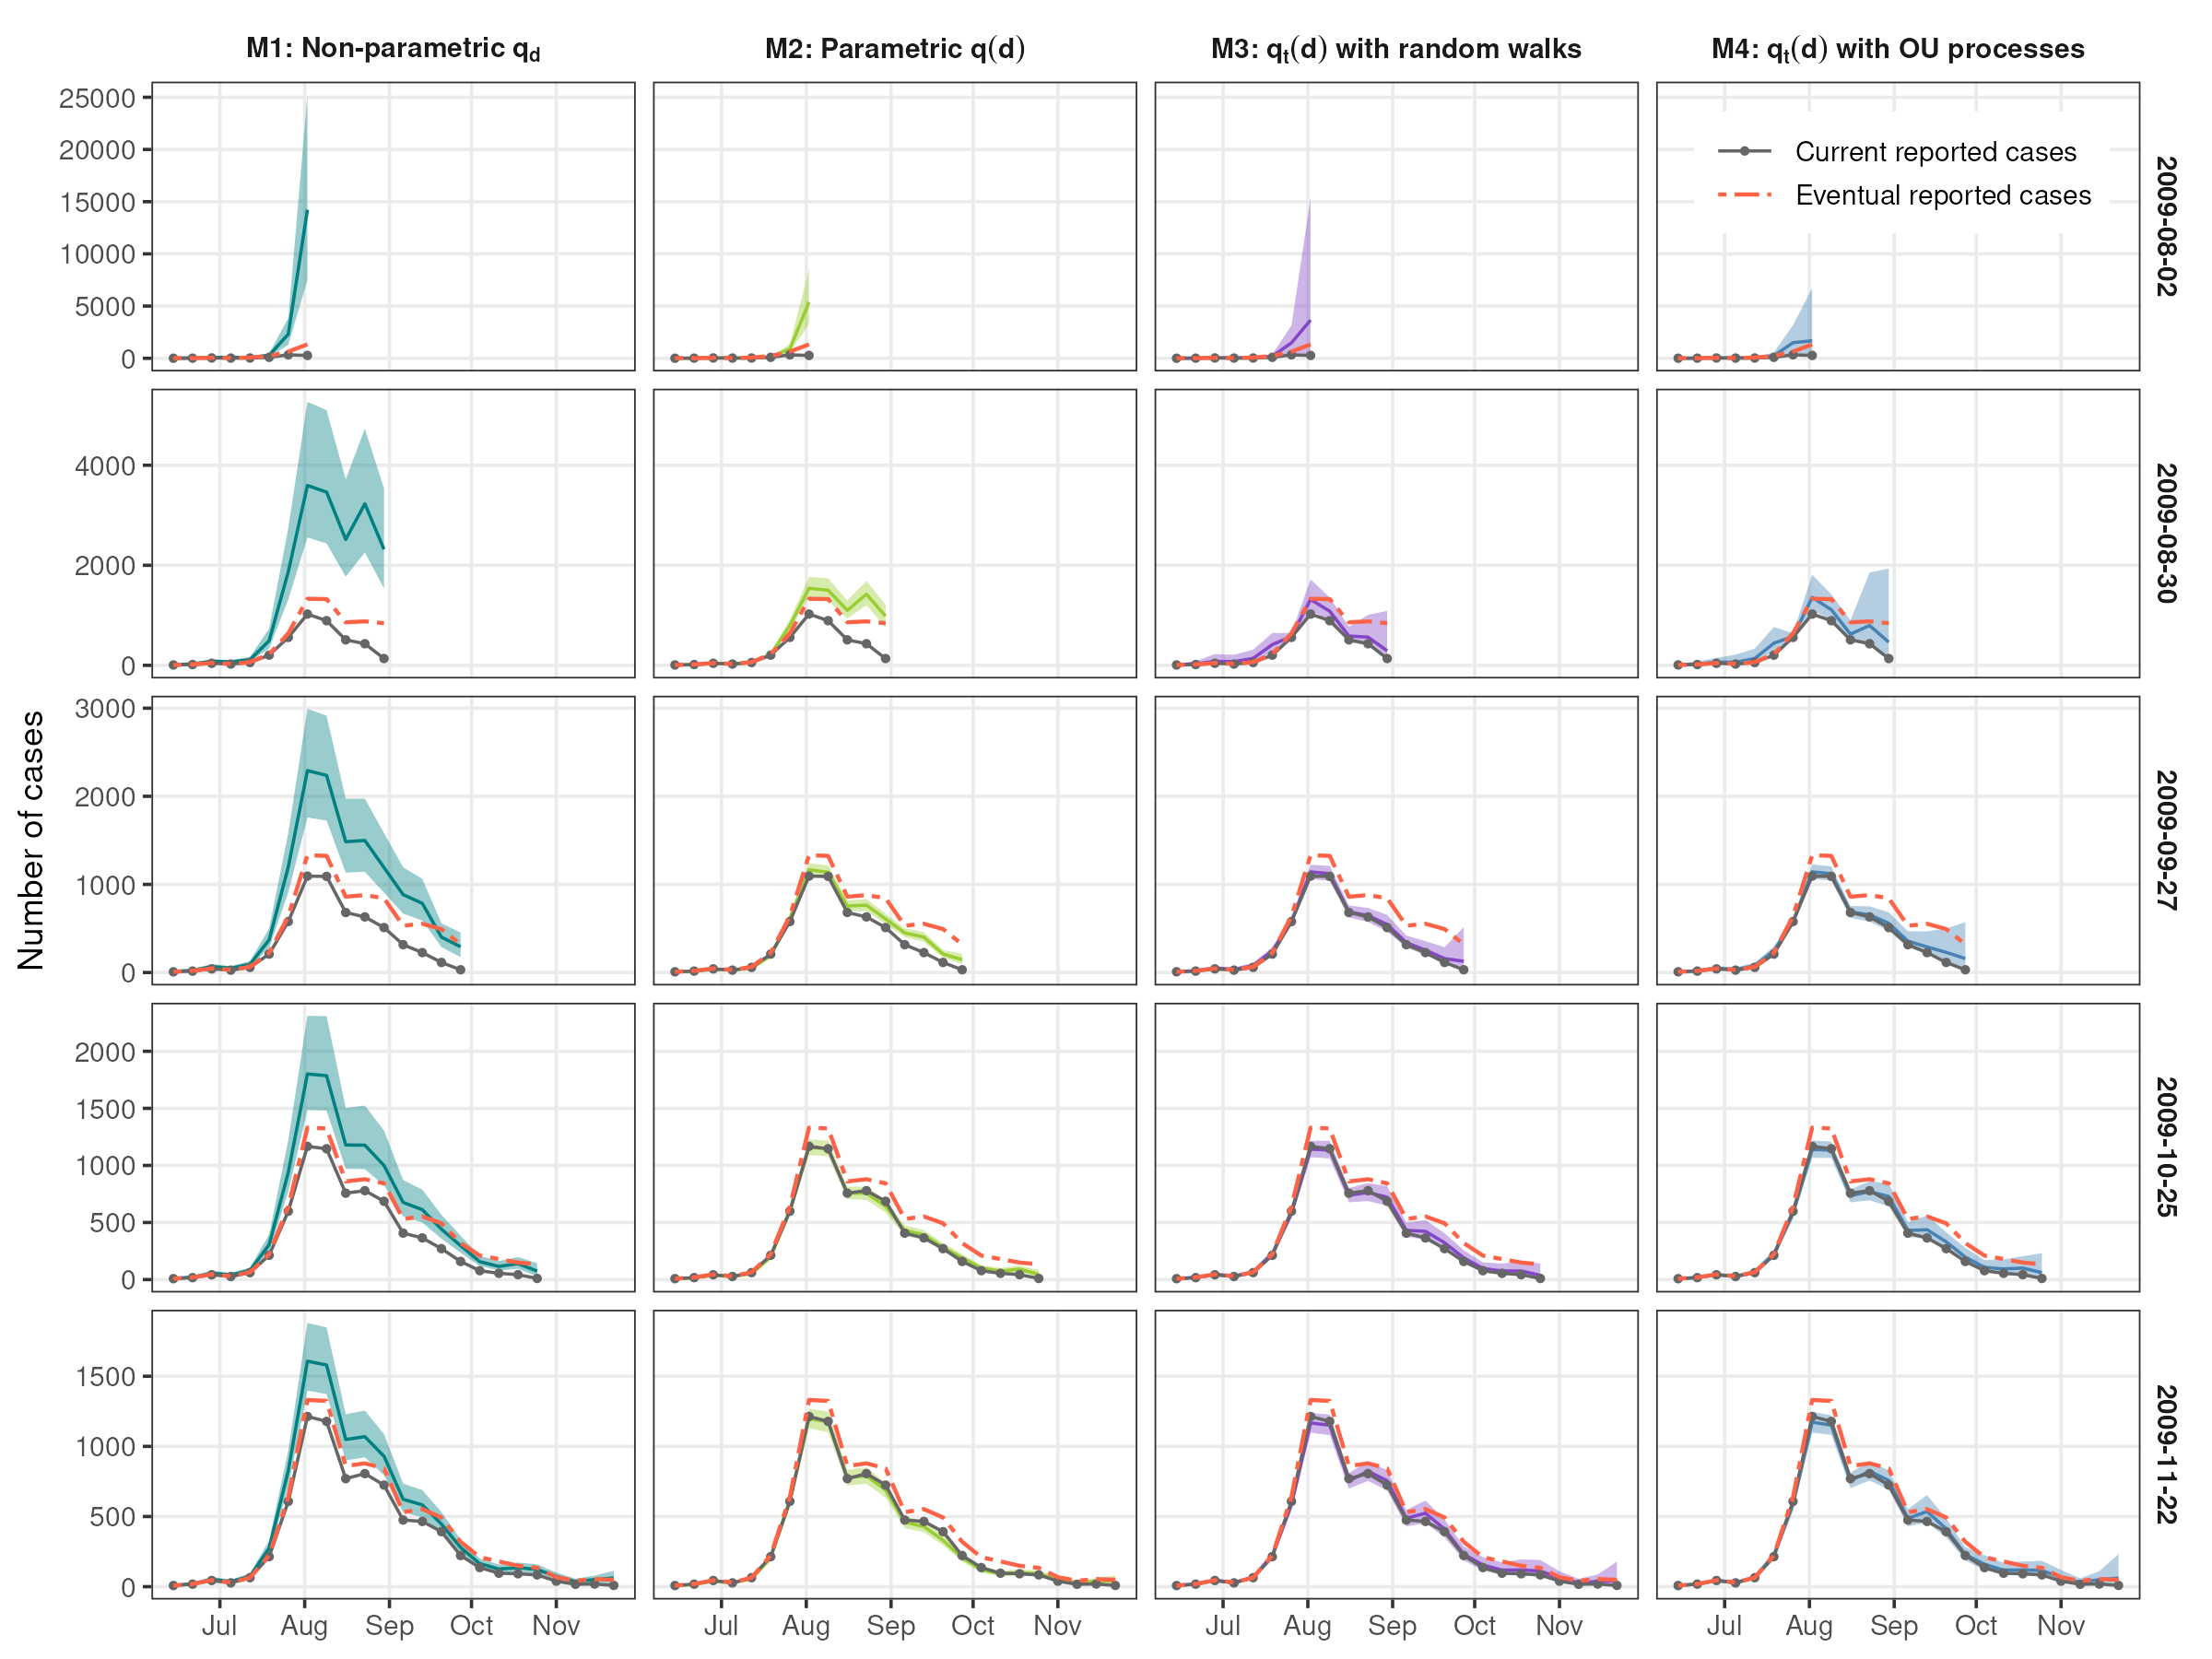 M1: Non-parametric qd
M2: Parametric q(d)
M3: qt(d) with random walks
M4: qt(d) with OU processes
25000
20000
15000
10000
5000
0
Current reported cases
Eventual reported cases
2009-08-02
4000
2000
0
2009-08-30
Number of cases
3000
2000
1000
0
2009-09-27
2000
1500
1000
500
0
2009-10-25
1500
1000
500
0
2009-11-22
Jul Aug Sep Oct Nov
Jul Aug Sep Oct Nov
Jul Aug Sep Oct Nov
Jul Aug Sep Oct Nov